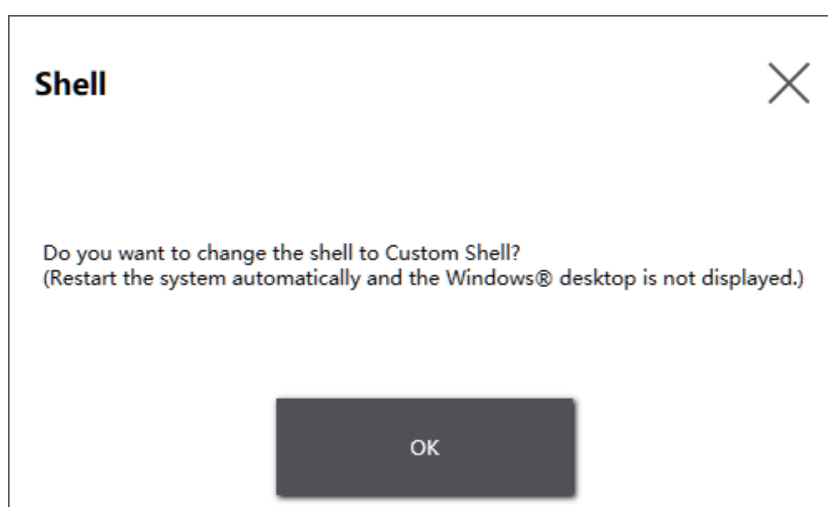 Shell
Do you want to change the shell to Custom Shell?
(Restart the system automatically and the Windows® desktop is not displayed.)
OK